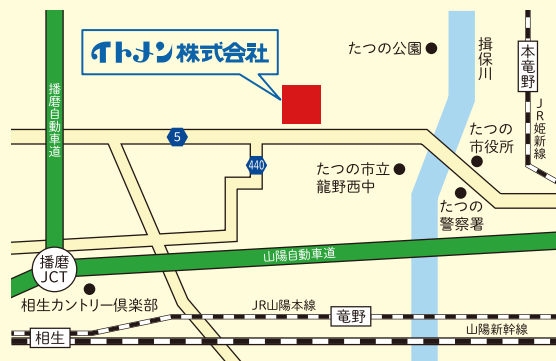 イトメン株式会社
たつの公園
揖保川
本竜野
播磨自動車道
JR姫新線
5
たつの
市役所
440
たつの市立
龍野西中
たつの
警察署
山陽自動車道
播磨
JCT
相生カントリー倶楽部
JR山陽本線
竜野
山陽新幹線
相生